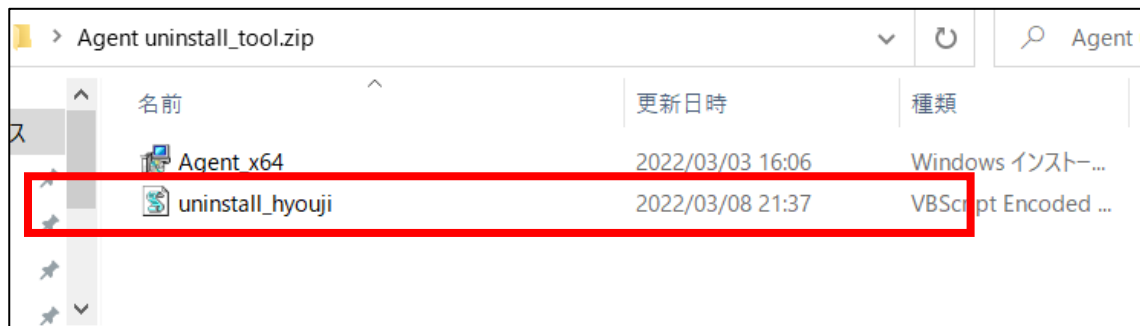 > Agent uninstall_tool.zip
Agent
名前
更新日時
種類
ス
Agent_x64
2022/03/03 16:06
Windows インストー...
uninstall_hyouji
2022/03/08 21:37
VBScript Encoded ...